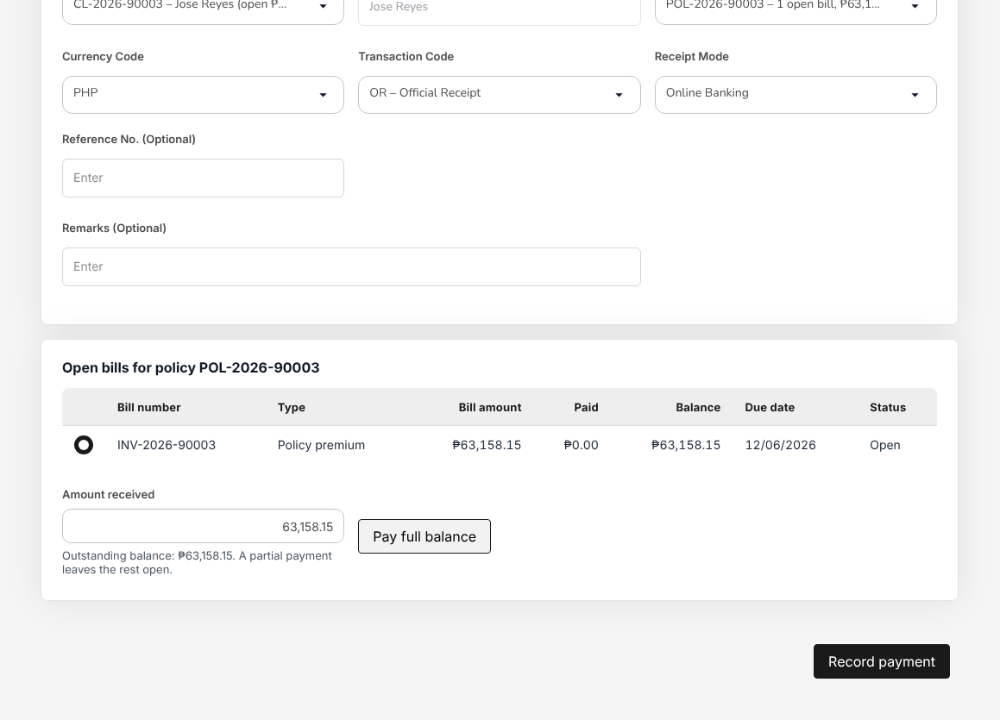 CL-2026-90003 – Jose Reyes (open ₱...
Jose Reyes
POL-2026-90003 – 1 open bill, ₱63,1...
Currency Code
Transaction Code
Receipt Mode
PHP
OR – Official Receipt
Online Banking
Reference No. (Optional)
Enter
Remarks (Optional)
Enter
Open bills for policy POL-2026-90003
Bill number Type Bill amount Paid Balance Due date Status
INV-2026-90003 Policy premium ₱63,158.15 ₱0.00 ₱63,158.15 12/06/2026 Open
Amount received
63,158.15
Pay full balance
Outstanding balance: ₱63,158.15. A partial payment
leaves the rest open.
Record payment